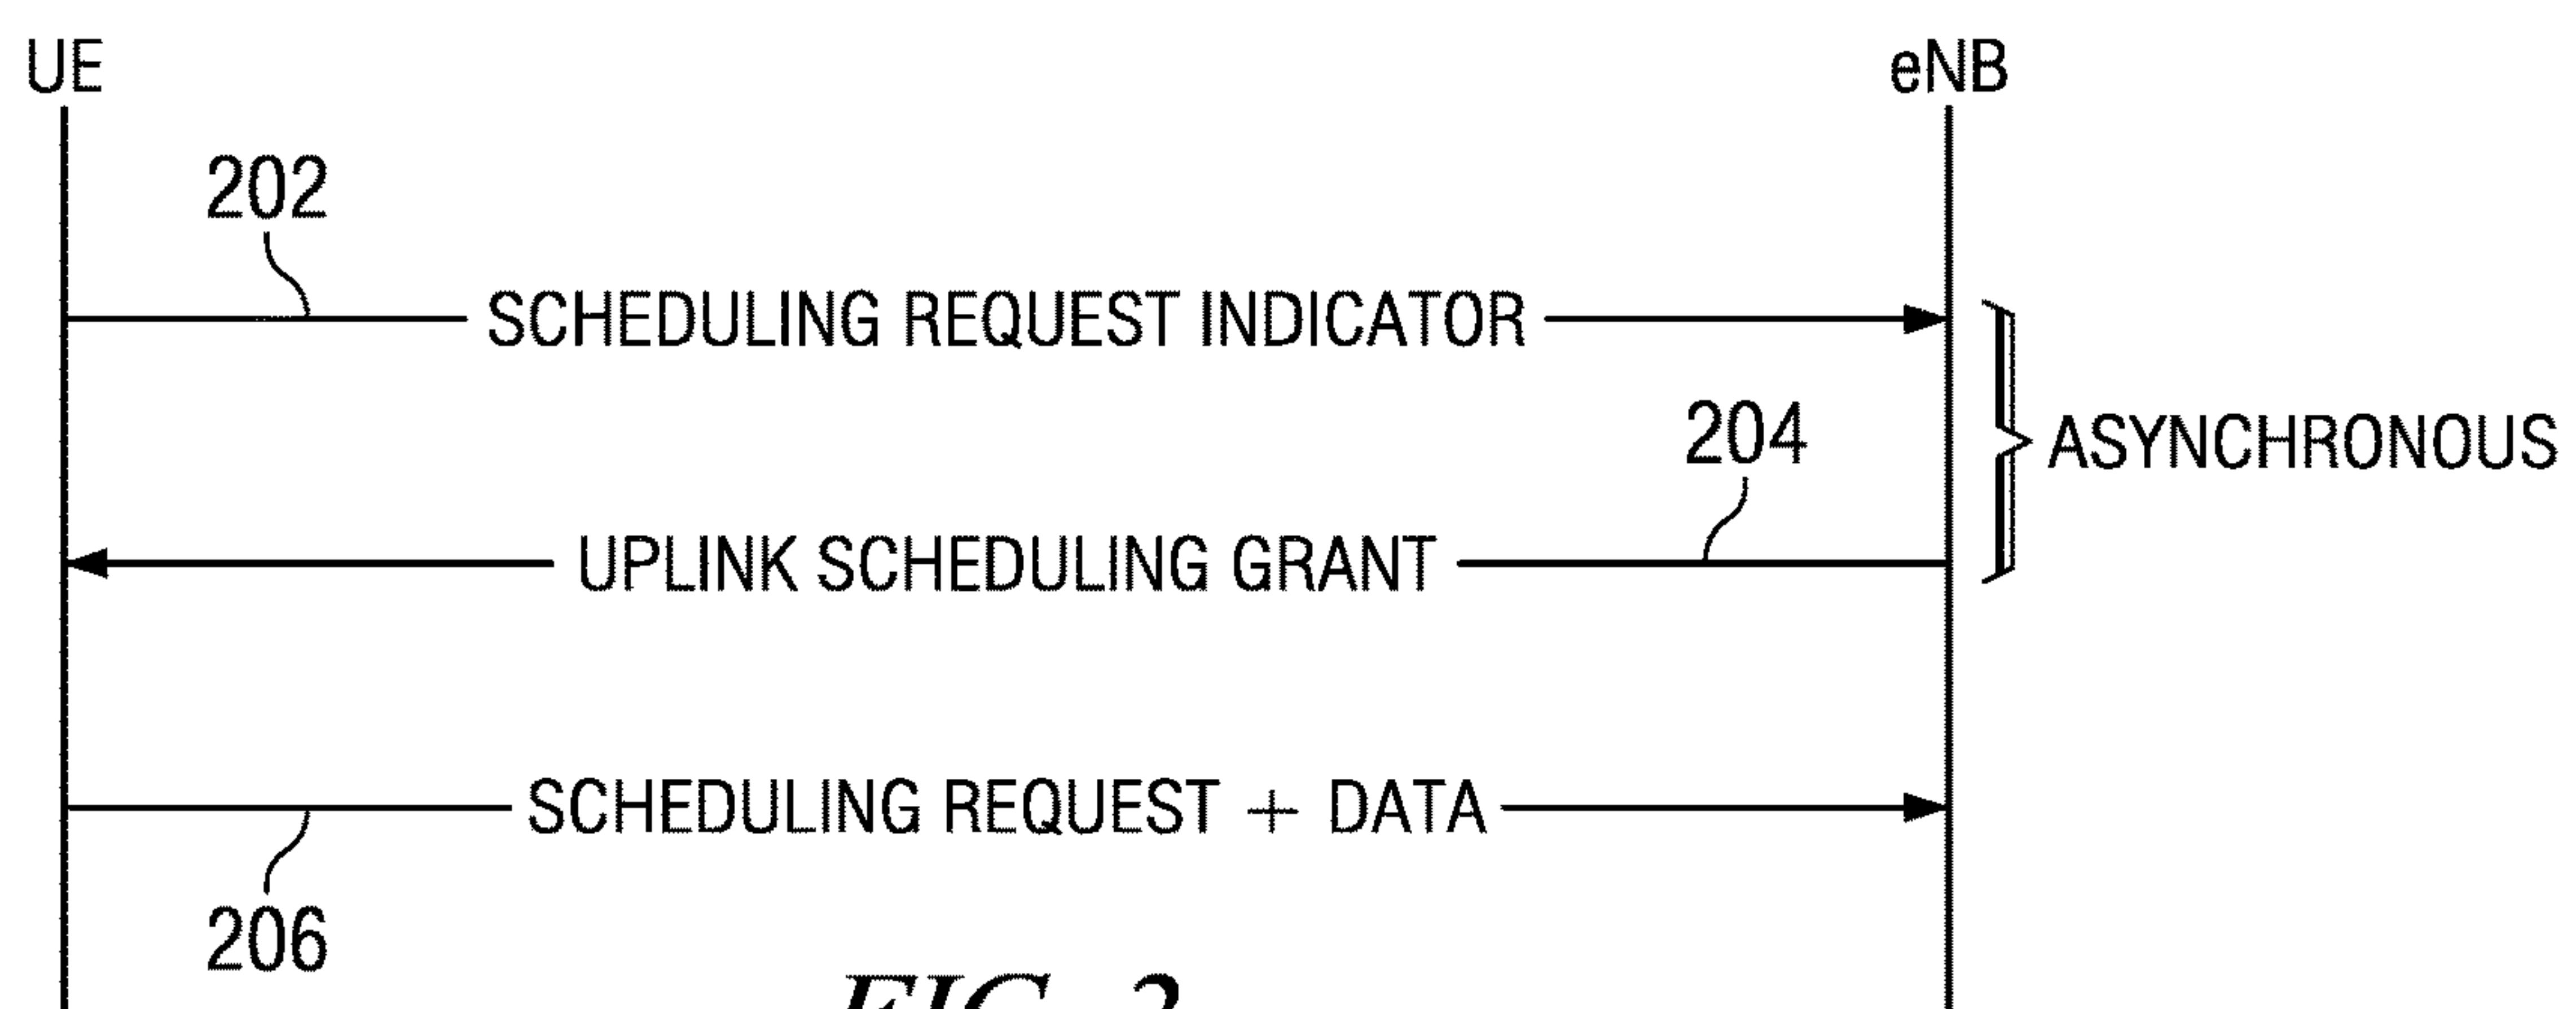 UE
eNB
202
SCHEDULING REQUEST INDICATOR
204
ASYNCHRONOUS
UPLINK SCHEDULING GRANT
SCHEDULING REQUEST + DATA
206